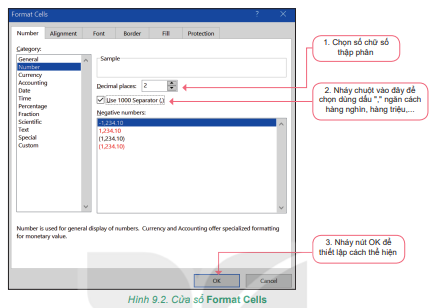 Format Cells
? ×
Number Alignment Font Border Fill Protection
Category:
General
Number
Currency
Accounting
Date
Time
Percentage
Fraction
Scientific
Text
Special
Custom
Sample
Decimal places: 2
Use 1000 Separator (,)
Negative numbers:
-1,234.10
1,234.10
(1,234.10)
(1,234.10)
Number is used for general display of numbers. Currency and Accounting offer specialized formatting
for monetary value.
OK Cancel
1. Chọn số chữ số
thập phân
2. Nháy chuột vào đây để
chọn dùng dấu "," ngăn cách
hàng nghìn, hàng triệu,...
3. Nháy nút OK để
thiết lập cách thể hiện
Hình 9.2. Cửa sổ Format Cells